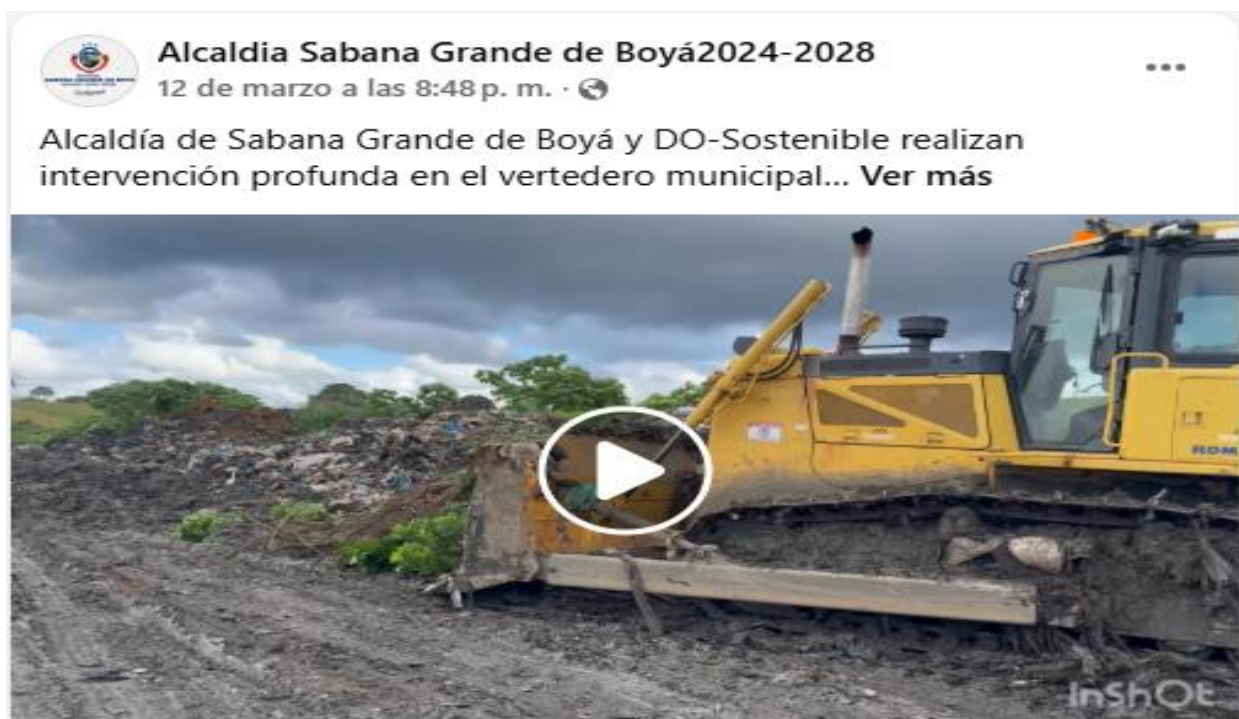 Alcaldia Sabana Grande de Boyá2024-2028
12 de marzo a las 8:48 p. m. ·
Alcaldía de Sabana Grande de Boyá y DO-Sostenible realizan
intervención profunda en el vertedero municipal... Ver más
InShOt